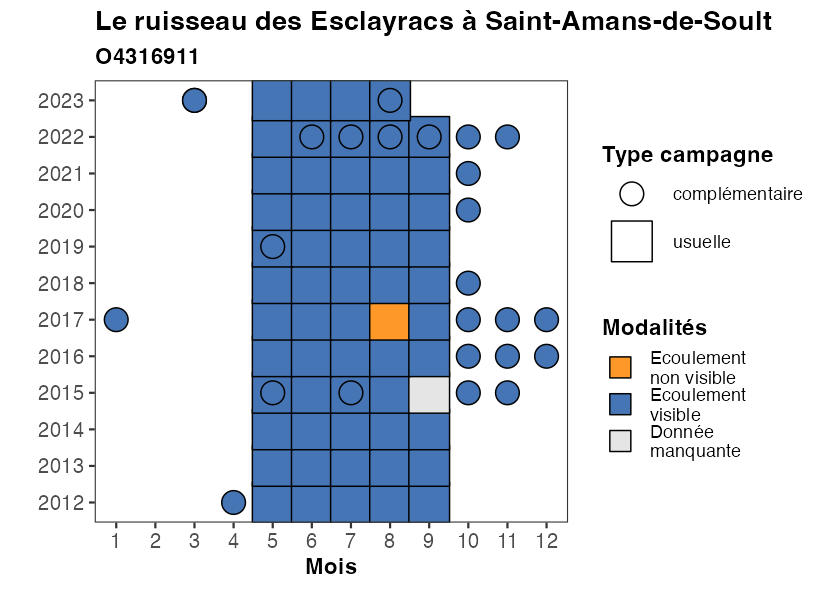 Le ruisseau des Esclayracs à Saint-Amans-de-Soult
O4316911
2023
2022
2021
2020
2019
2018
2017
2016
2015
2014
2013
2012
1 2 3 4 5 6 7 8 9 10 11 12
Mois
Type campagne
complémentaire
usuelle
Modalités
Ecoulement
non visible
Ecoulement
visible
Donnée
manquante